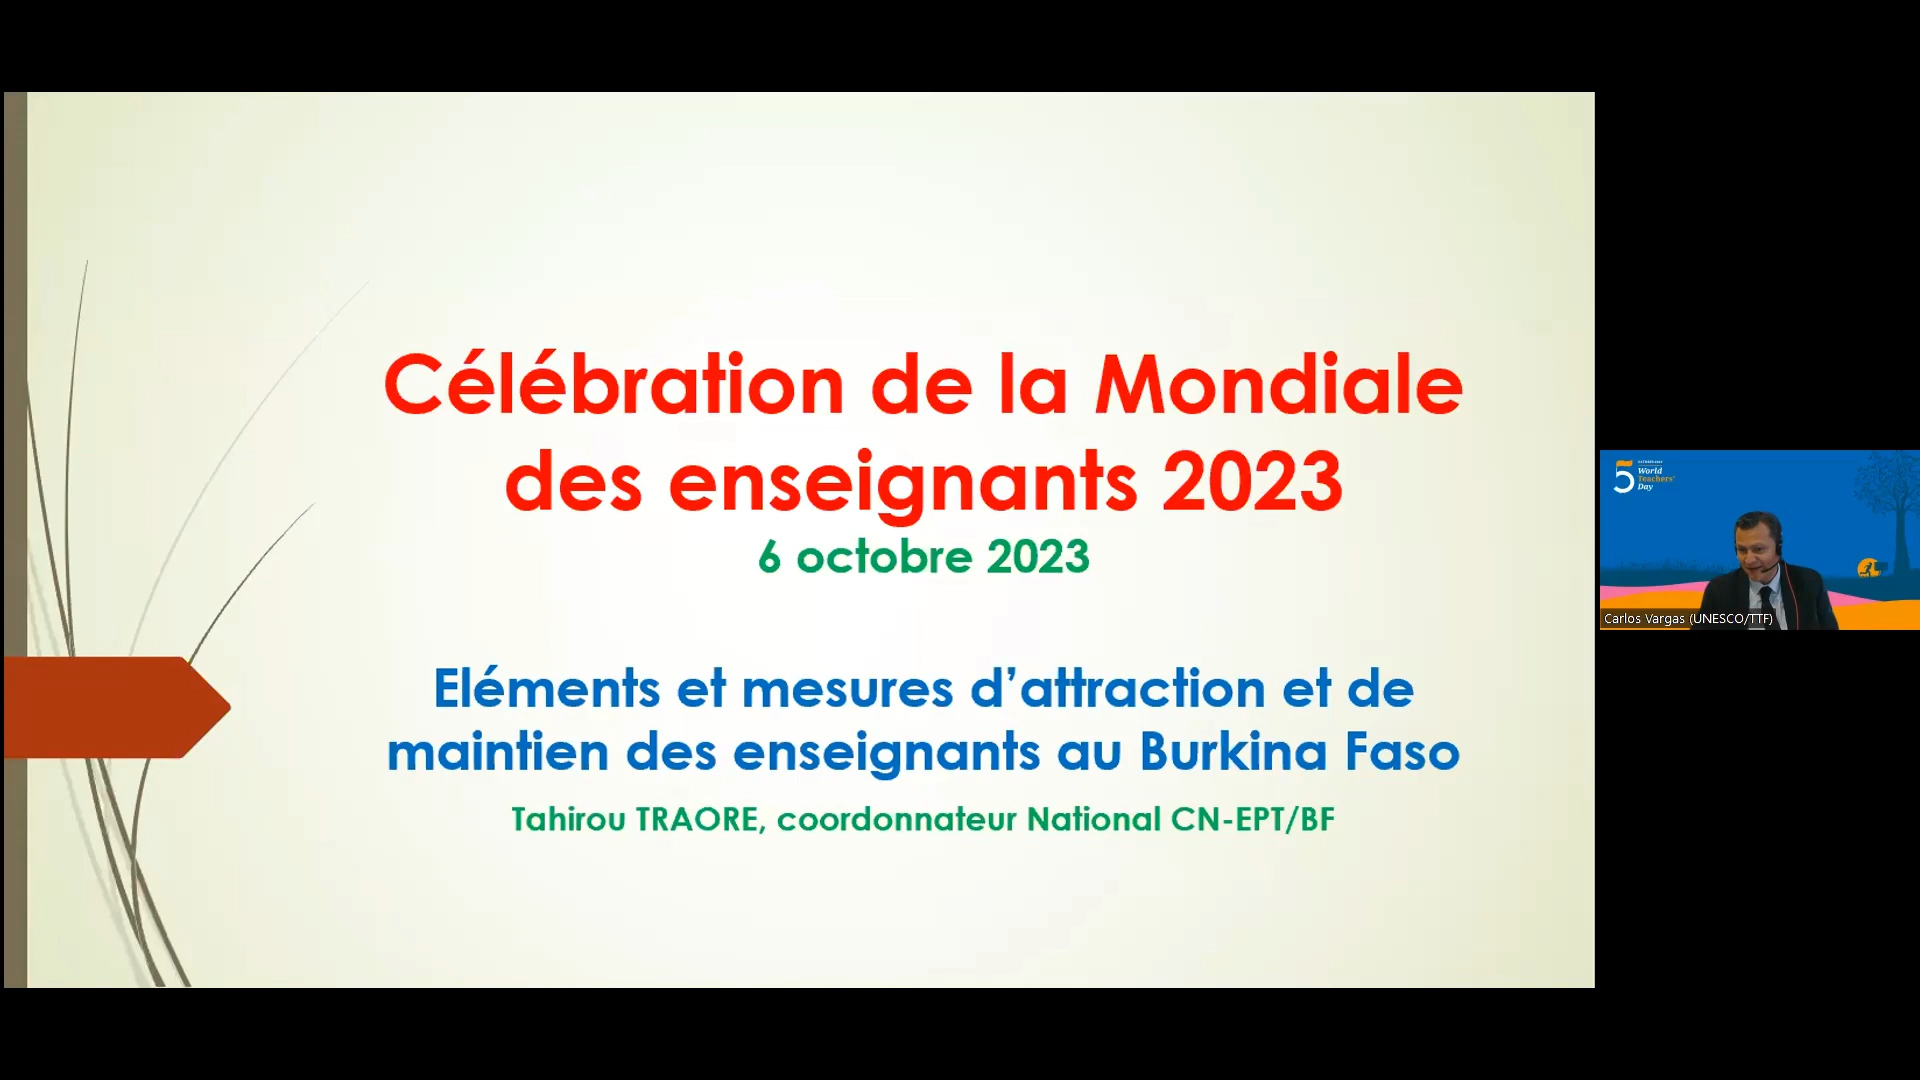 Célébration de la Mondiale
des enseignants 2023
6 octobre 2023
Eléments et mesures d’attraction et de
maintien des enseignants au Burkina Faso
Tahirou TRAORE, coordonnateur National CN-EPT/BF
5
World
Teachers'
Day
Carlos Vargas (UNESCO/TTF)